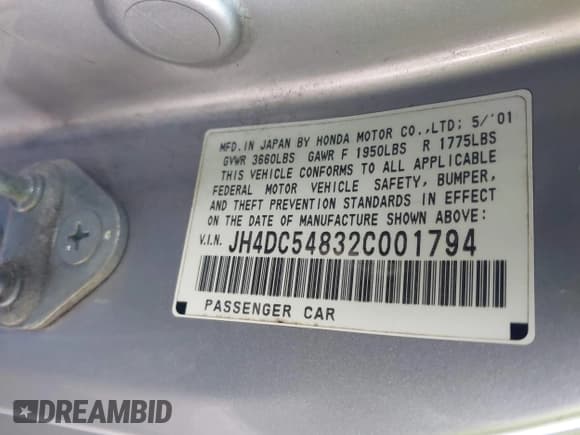 MFD.IN JAPAN BY HONDA MOTOR CO.,LTD; 5/'01
GVWR 3660LBS GAWR F 1950LBS R 1775LBS
THIS VEHICLE CONFORMS TO ALL APPLICABLE
FEDERAL MOTOR VEHICLE SAFETY, BUMPER,
AND THEFT PREVENTION STANDARDS IN EFFECT
ON THE DATE OF MANUFACTURE SHOWN ABOVE:
V.I.N. JH4DC54832C001794
PASSENGER CAR
DREAMBID